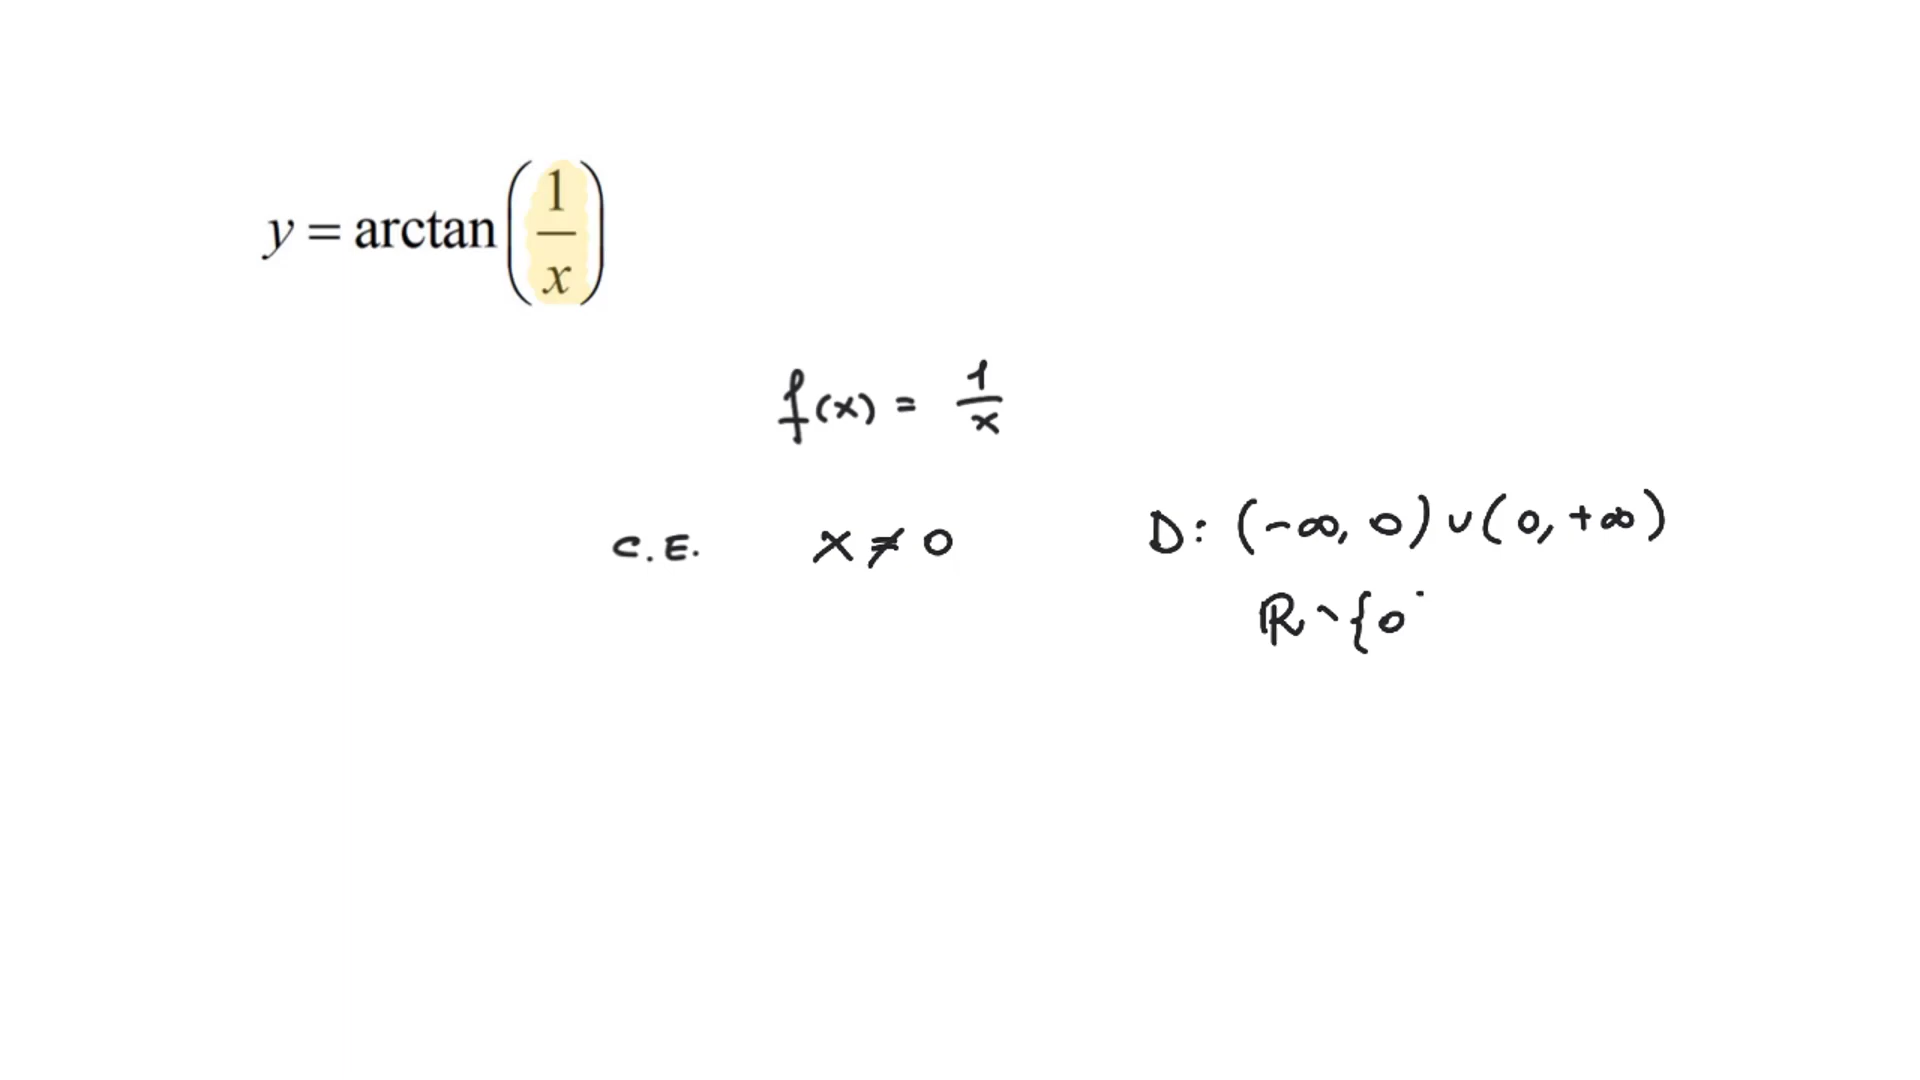 y = arctan(1/x)
f(x) = 1/x
C.E. x ≠ 0 D: (-∞, 0) ∪ (0, +∞)
ℝ \ {0